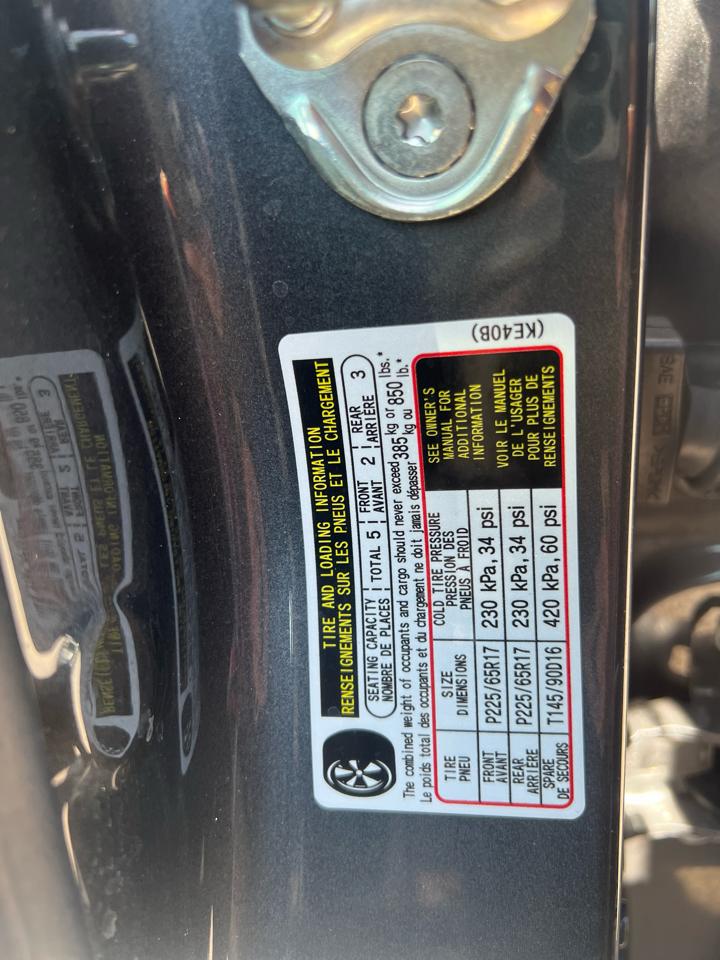 TIRE AND LOADING INFORMATION
RENSEIGNEMENTS SUR LES PNEUS ET LE CHARGEMENT
SEATING CAPACITY TOTAL 5 FRONT 2 REAR 3
NOMBRE DE PLACES AVANT ARRIÈRE
The combined weight of occupants and cargo should never exceed 385 kg or 850 lbs.*
Le poids total des occupants et du chargement ne doit jamais dépasser kg ou lb.*
TIRE SIZE COLD TIRE PRESSURE
PNEU DIMENSIONS PRESSION DES
PNEUS À FROID
FRONT P225/65R17 230 kPa, 34 psi
AVANT
REAR P225/65R17 230 kPa, 34 psi
ARRIERE
SPARE T145/90D16 420 kPa, 60 psi
DE SECOURS
SEE OWNER'S
MANUAL FOR
ADDITIONAL
INFORMATION
VOIR LE MANUEL
DE L'USAGER
POUR PLUS DE
RENSEIGNEMENTS
(KE40B)